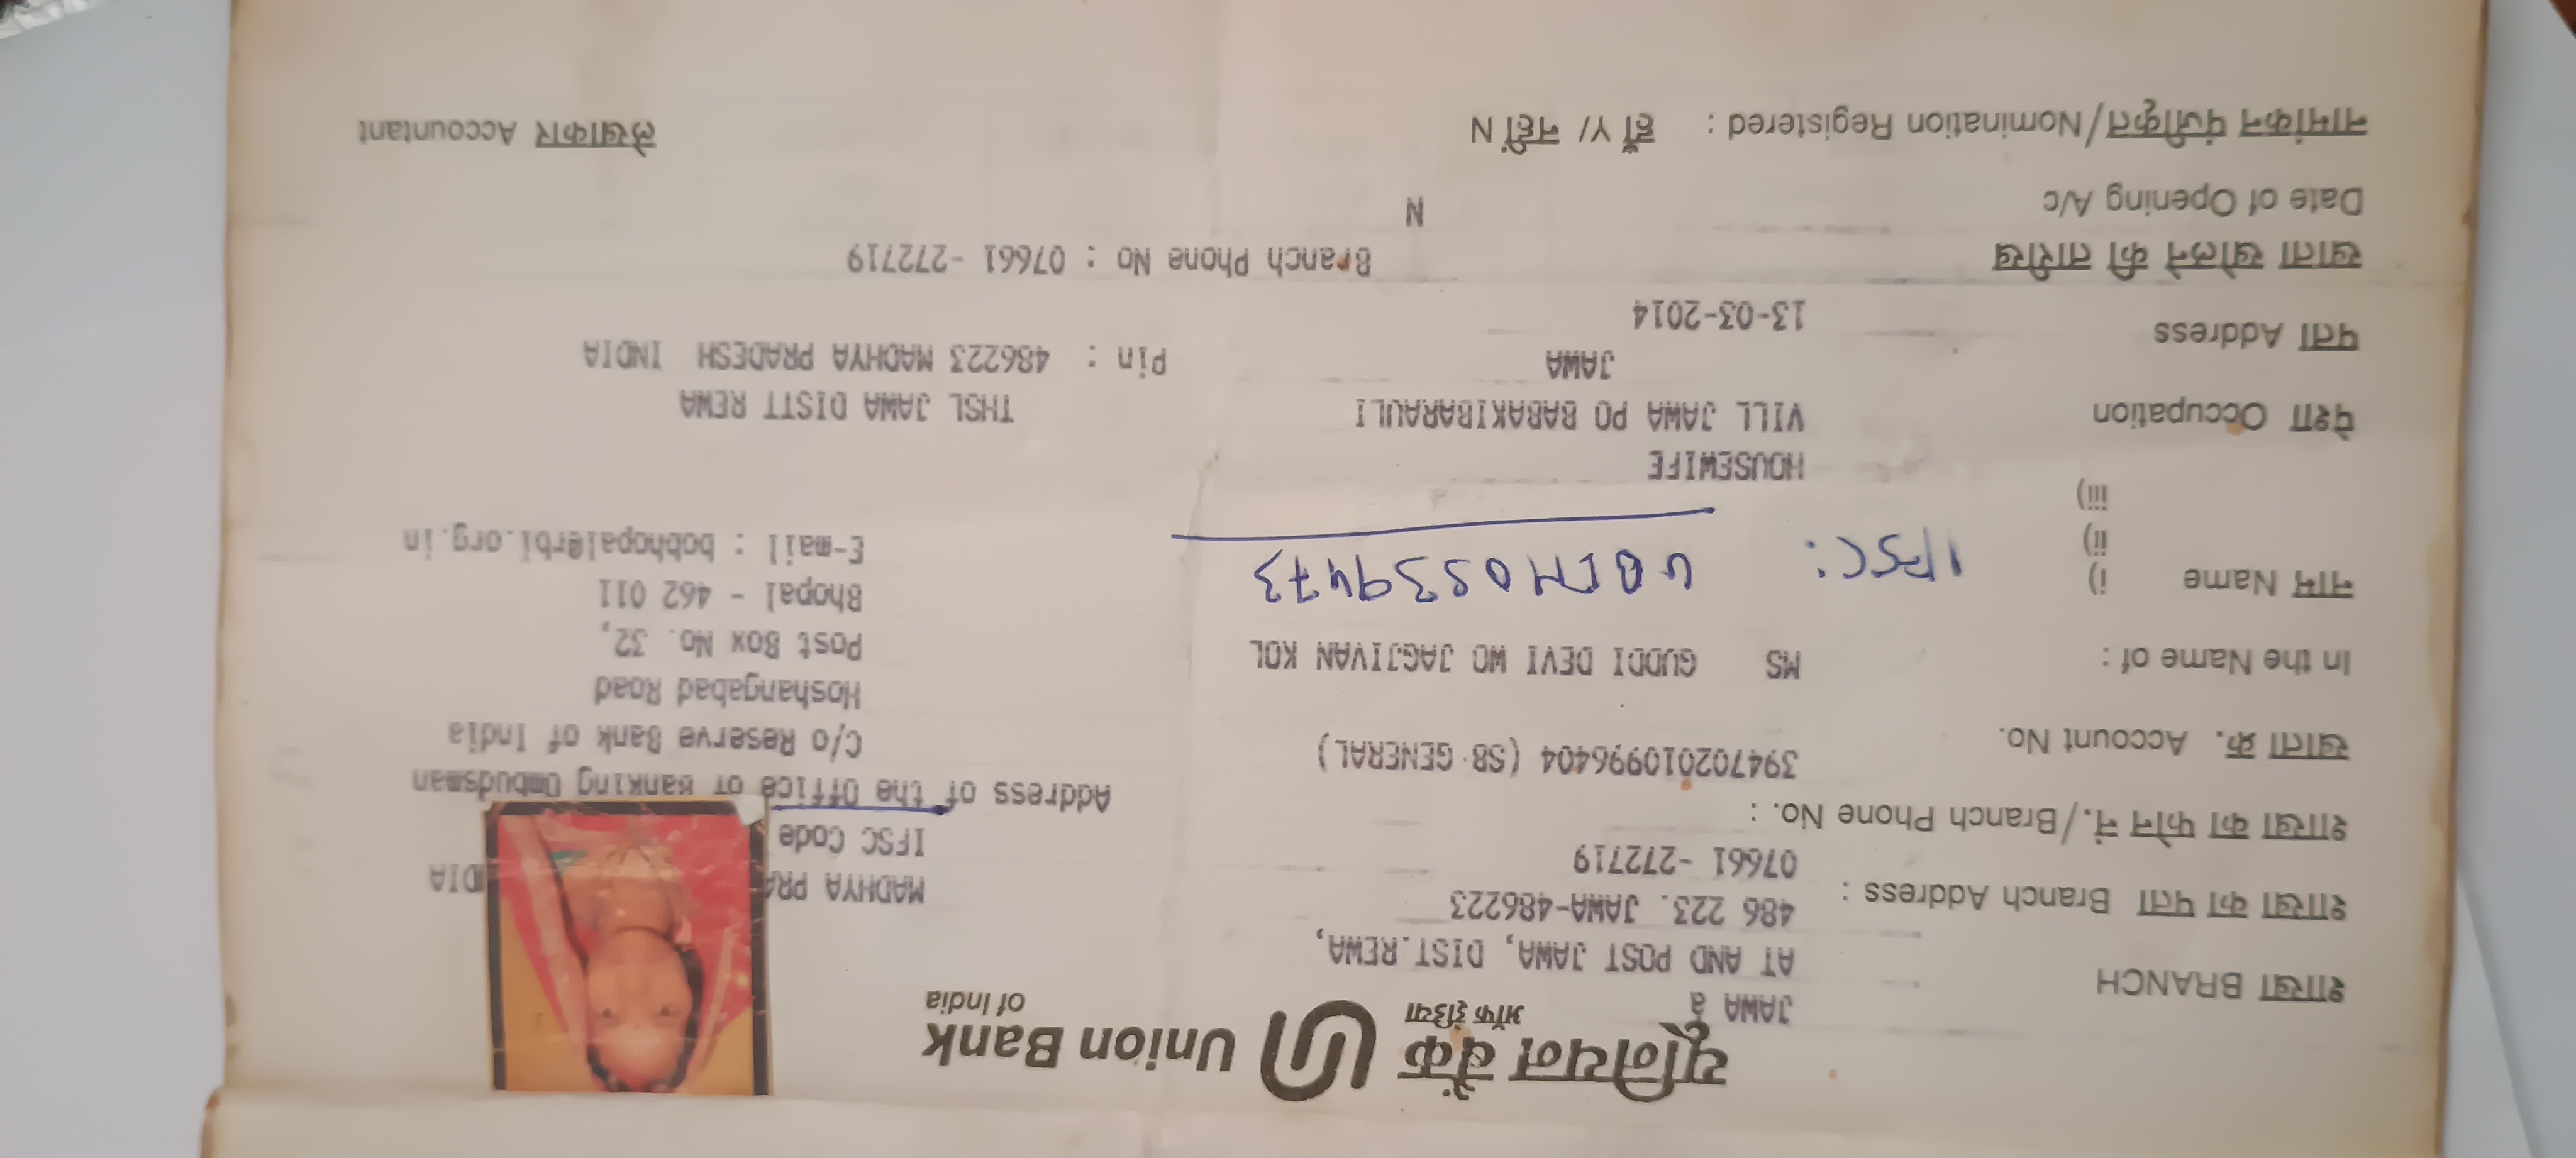 यूनियन बैंक Union Bank
ऑफ इंडिया of India
शाखा BRANCH JAWA
AT AND POST JAWA, DIST.REWA,
शाखा का पता Branch Address : 486 223. JAWA-486223 MADHYA PRA DIA
07661 -272719 IFSC Code
शाखा का फोन नं./Branch Phone No. :
Address of the Office of Banking Ombudsman
खाता क्र. Account No. 394702010996404 (SB GENERAL) C/o Reserve Bank of India
Hoshangabad Road
In the Name of : MS GUDDI DEVI WO JAGJIVAN KOL Post Box No. 32,
नाम Name i) IFSC: Bhopal - 462 011
ii) E-mail : bobhopal@rbi.org.in
iii)
HOUSEWIFE
पेशा Occupation VILL JAWA PO BABAKIBARAULI THSL JAWA DISTT REWA
JAWA Pin : 486223 MADHYA PRADESH INDIA
पता Address 13-03-2014
खाता खोलने की तारीख Branch Phone No : 07661 -272719
Date of Opening A/c N
नामांकन पंजीकृत/Nomination Registered : हाँ Y/ नहीं N लेखाकार Accountant